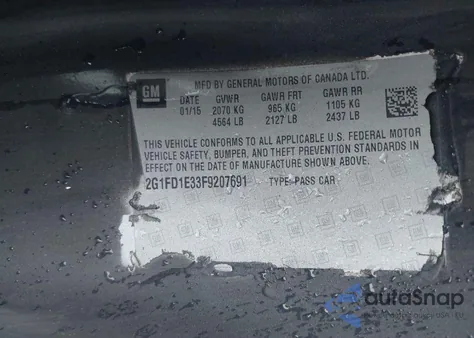 GM
MFD BY GENERAL MOTORS OF CANADA LTD.
DATE GVWR GAWR FRT GAWR RR
01/15 2070 KG 965 KG 1105 KG
4564 LB 2127 LB 2437 LB
THIS VEHICLE CONFORMS TO ALL APPLICABLE U.S. FEDERAL MOTOR
VEHICLE SAFETY, BUMPER, AND THEFT PREVENTION STANDARDS IN
EFFECT ON THE DATE OF MANUFACTURE SHOWN ABOVE.
2G1FD1E33F9207691 TYPE: PASS CAR
autoSnap